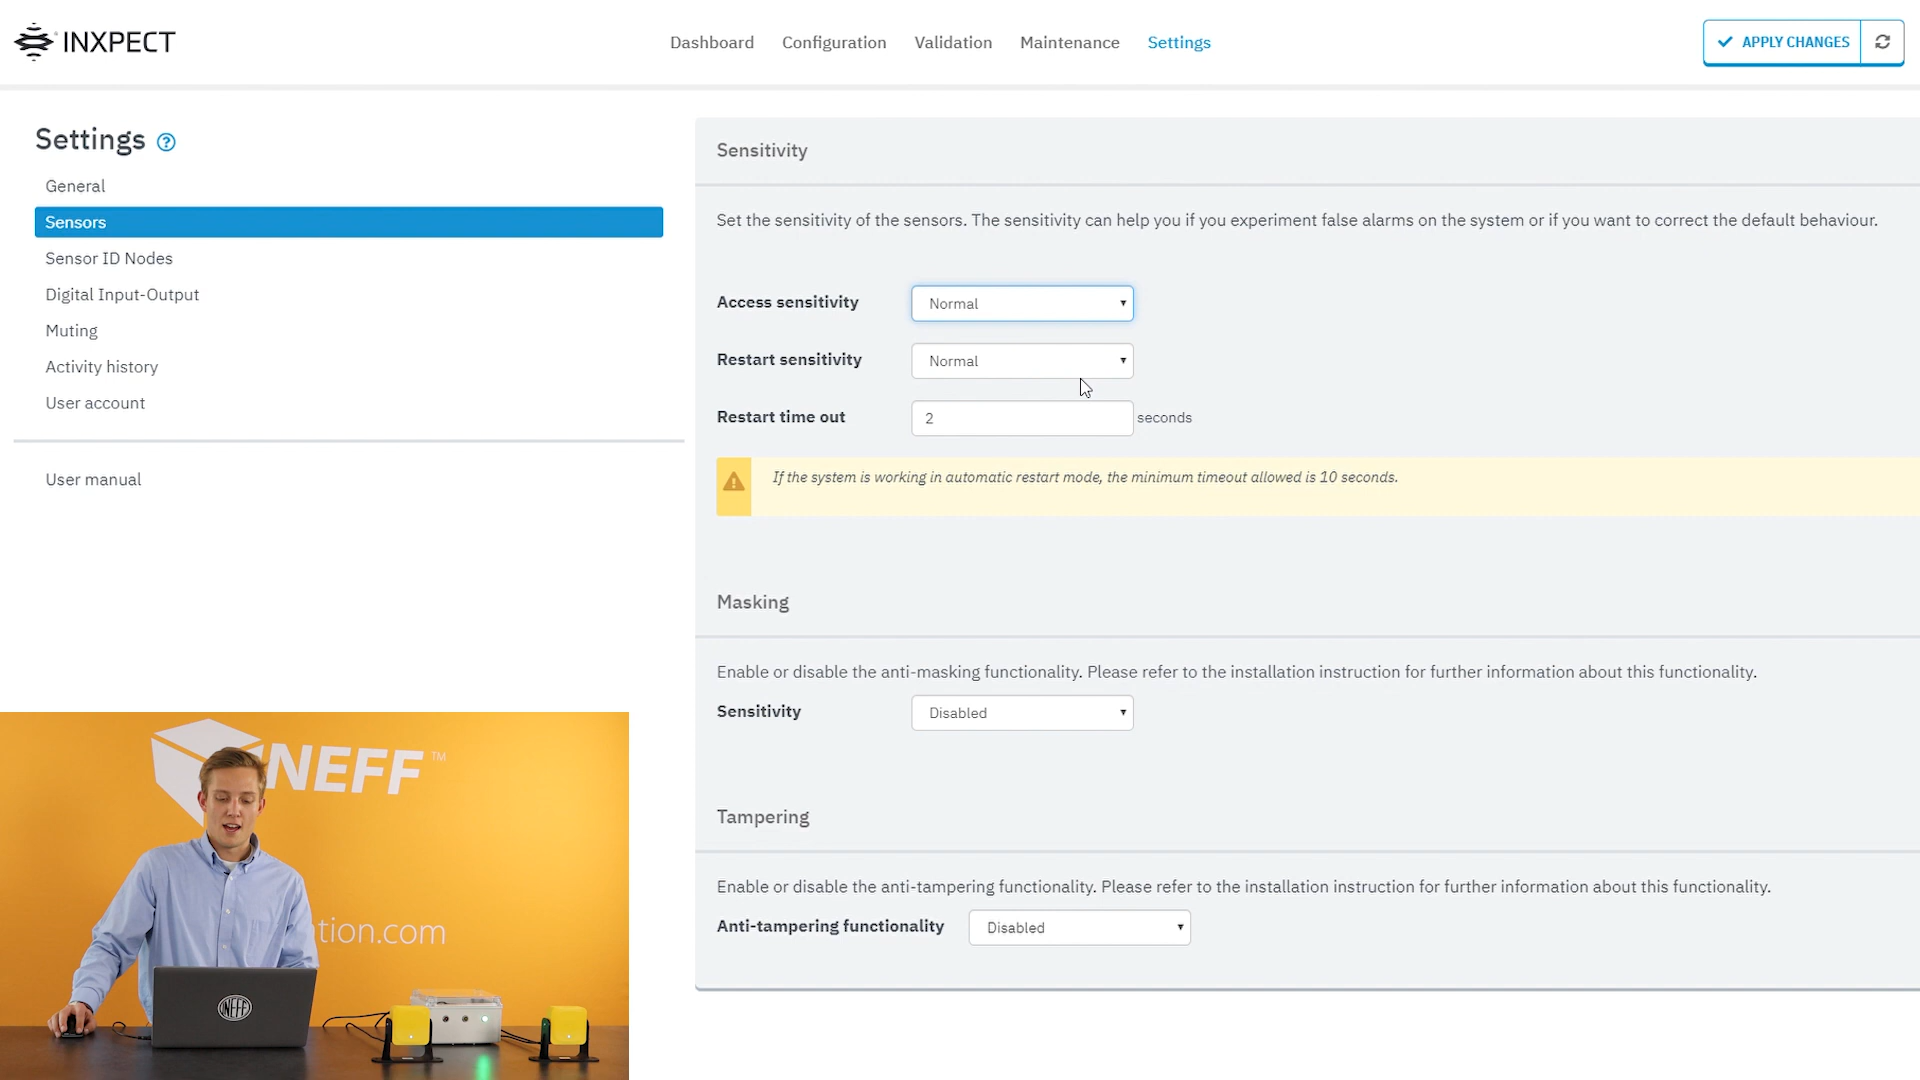 INXPECT
Dashboard Configuration Validation Maintenance Settings
APPLY CHANGES
Settings ?
General
Sensors
Sensor ID Nodes
Digital Input-Output
Muting
Activity history
User account
User manual
Sensitivity
Set the sensitivity of the sensors. The sensitivity can help you if you experiment false alarms on the system or if you want to correct the default behaviour.
Access sensitivity Normal
Restart sensitivity Normal
Restart time out 2 seconds
If the system is working in automatic restart mode, the minimum timeout allowed is 10 seconds.
Masking
Enable or disable the anti-masking functionality. Please refer to the installation instruction for further information about this functionality.
Sensitivity Disabled
Tampering
Enable or disable the anti-tampering functionality. Please refer to the installation instruction for further information about this functionality.
Anti-tampering functionality Disabled
NEFF™
tion.com
NEFF